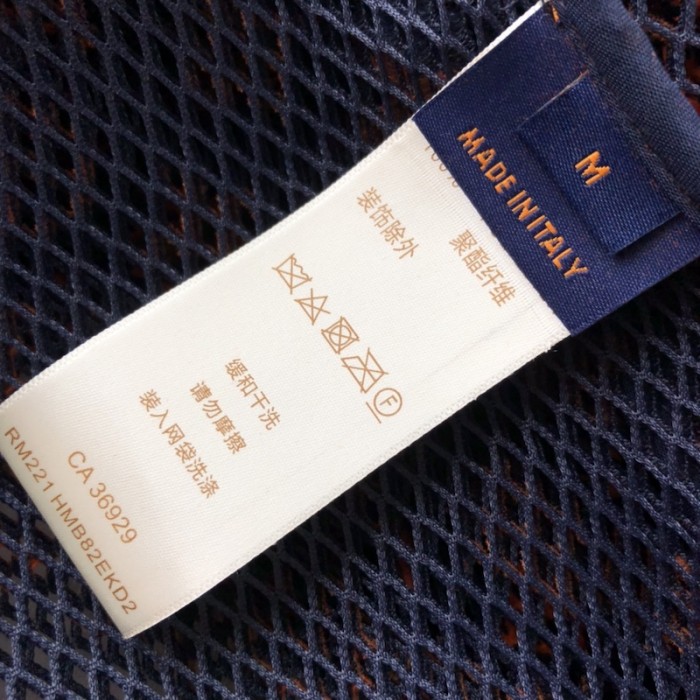 M
MADE IN ITALY
聚酯纤维
装饰除外
F
缓和干洗
请勿摩擦
装入网袋洗涤
CA 36929
RM221 HMB82EKD2